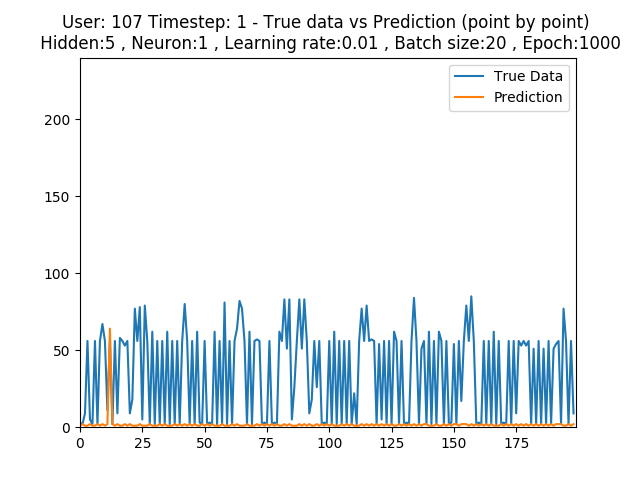 User: 107 Timestep: 1 - True data vs Prediction (point by point)
Hidden:5 , Neuron:1 , Learning rate:0.01 , Batch size:20 , Epoch:1000
True Data
Prediction
200
150
100
50
0
0 25 50 75 100 125 150 175